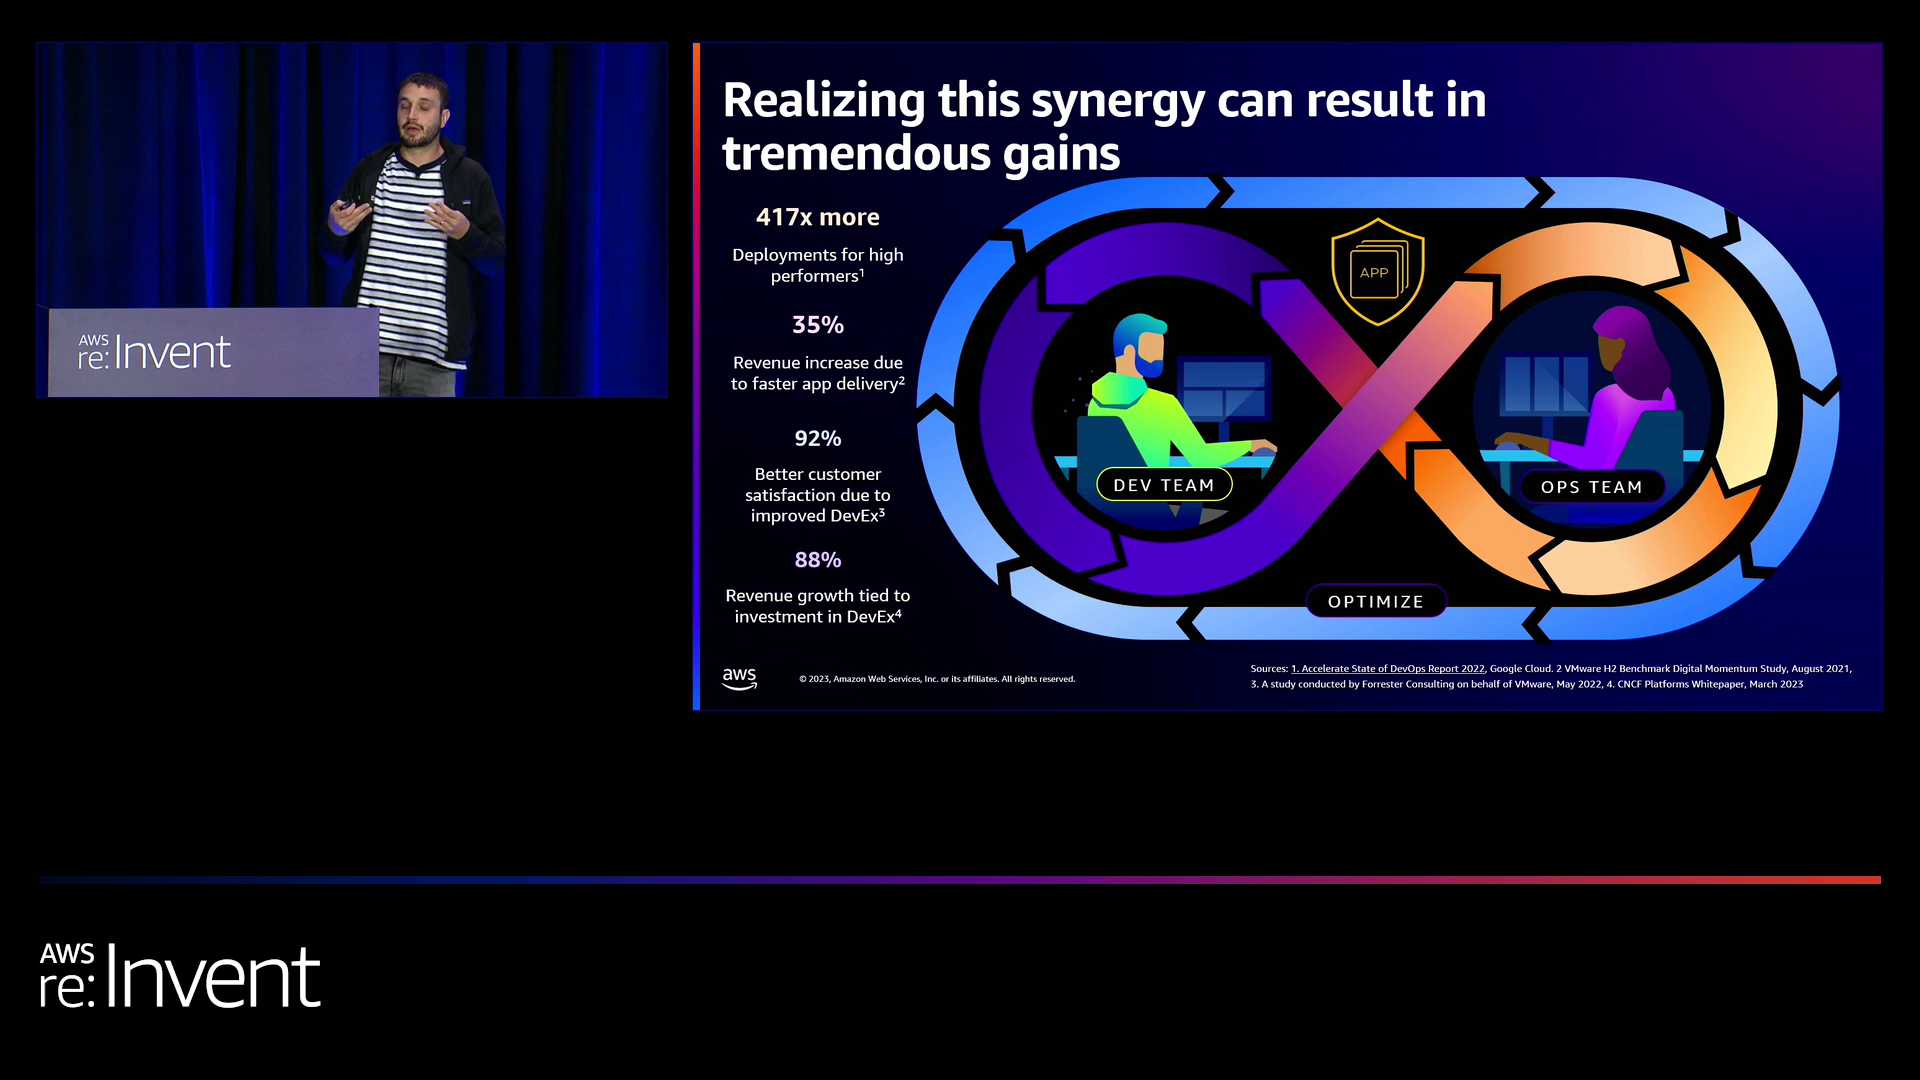 AWS
re:Invent
Realizing this synergy can result in
tremendous gains
417x more
Deployments for high
performers¹
35%
Revenue increase due
to faster app delivery²
92%
Better customer
satisfaction due to
improved DevEx³
88%
Revenue growth tied to
investment in DevEx⁴
APP
DEV TEAM
OPS TEAM
OPTIMIZE
aws
© 2023, Amazon Web Services, Inc. or its affiliates. All rights reserved.
Sources: 1. Accelerate State of DevOps Report 2022, Google Cloud. 2 VMware H2 Benchmark Digital Momentum Study, August 2021,
3. A study conducted by Forrester Consulting on behalf of VMware, May 2022, 4. CNCF Platforms Whitepaper, March 2023
AWS
re:Invent